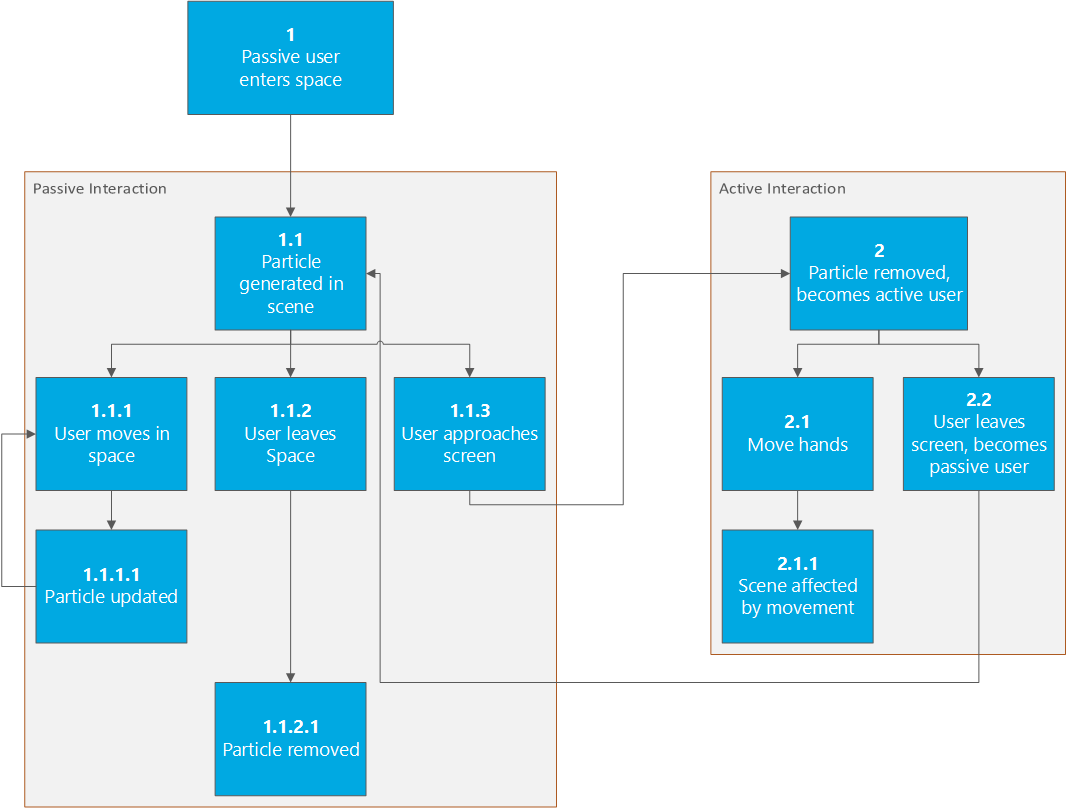 1
Passive user
enters space
Passive Interaction
1.1
Particle
generated in
scene
1.1.1
User moves in
space
1.1.2
User leaves
Space
1.1.3
User approaches
screen
1.1.1.1
Particle updated
1.1.2.1
Particle removed
Active Interaction
2
Particle removed,
becomes active user
2.1
Move hands
2.2
User leaves
screen, becomes
passive user
2.1.1
Scene affected
by movement